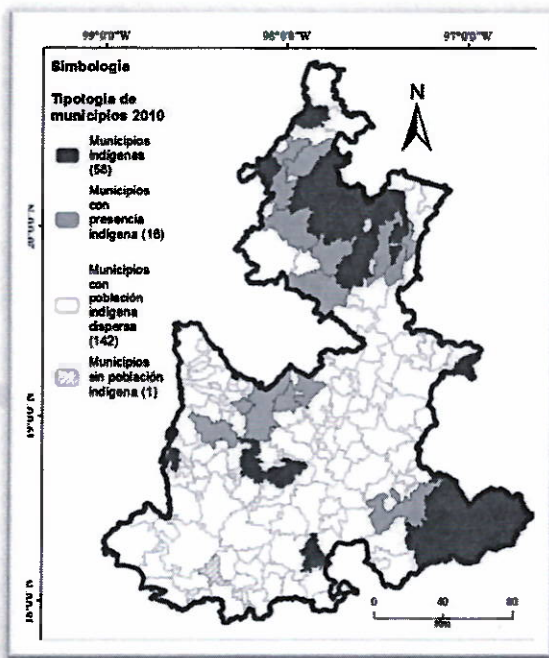 99°0'0"W 98°0'0"W 97°0'0"W
Simbología
Tipología de
municipios 2010
Municipios
indígenas
(58)
Municipios
con
presencia
indígena (16)
Municipios
con
población
indígena
dispersa
(142)
Municipios
sin población
indígena (1)
N
20°0'0"N
19°0'0"N
18°0'0"N
0 40 80
Km